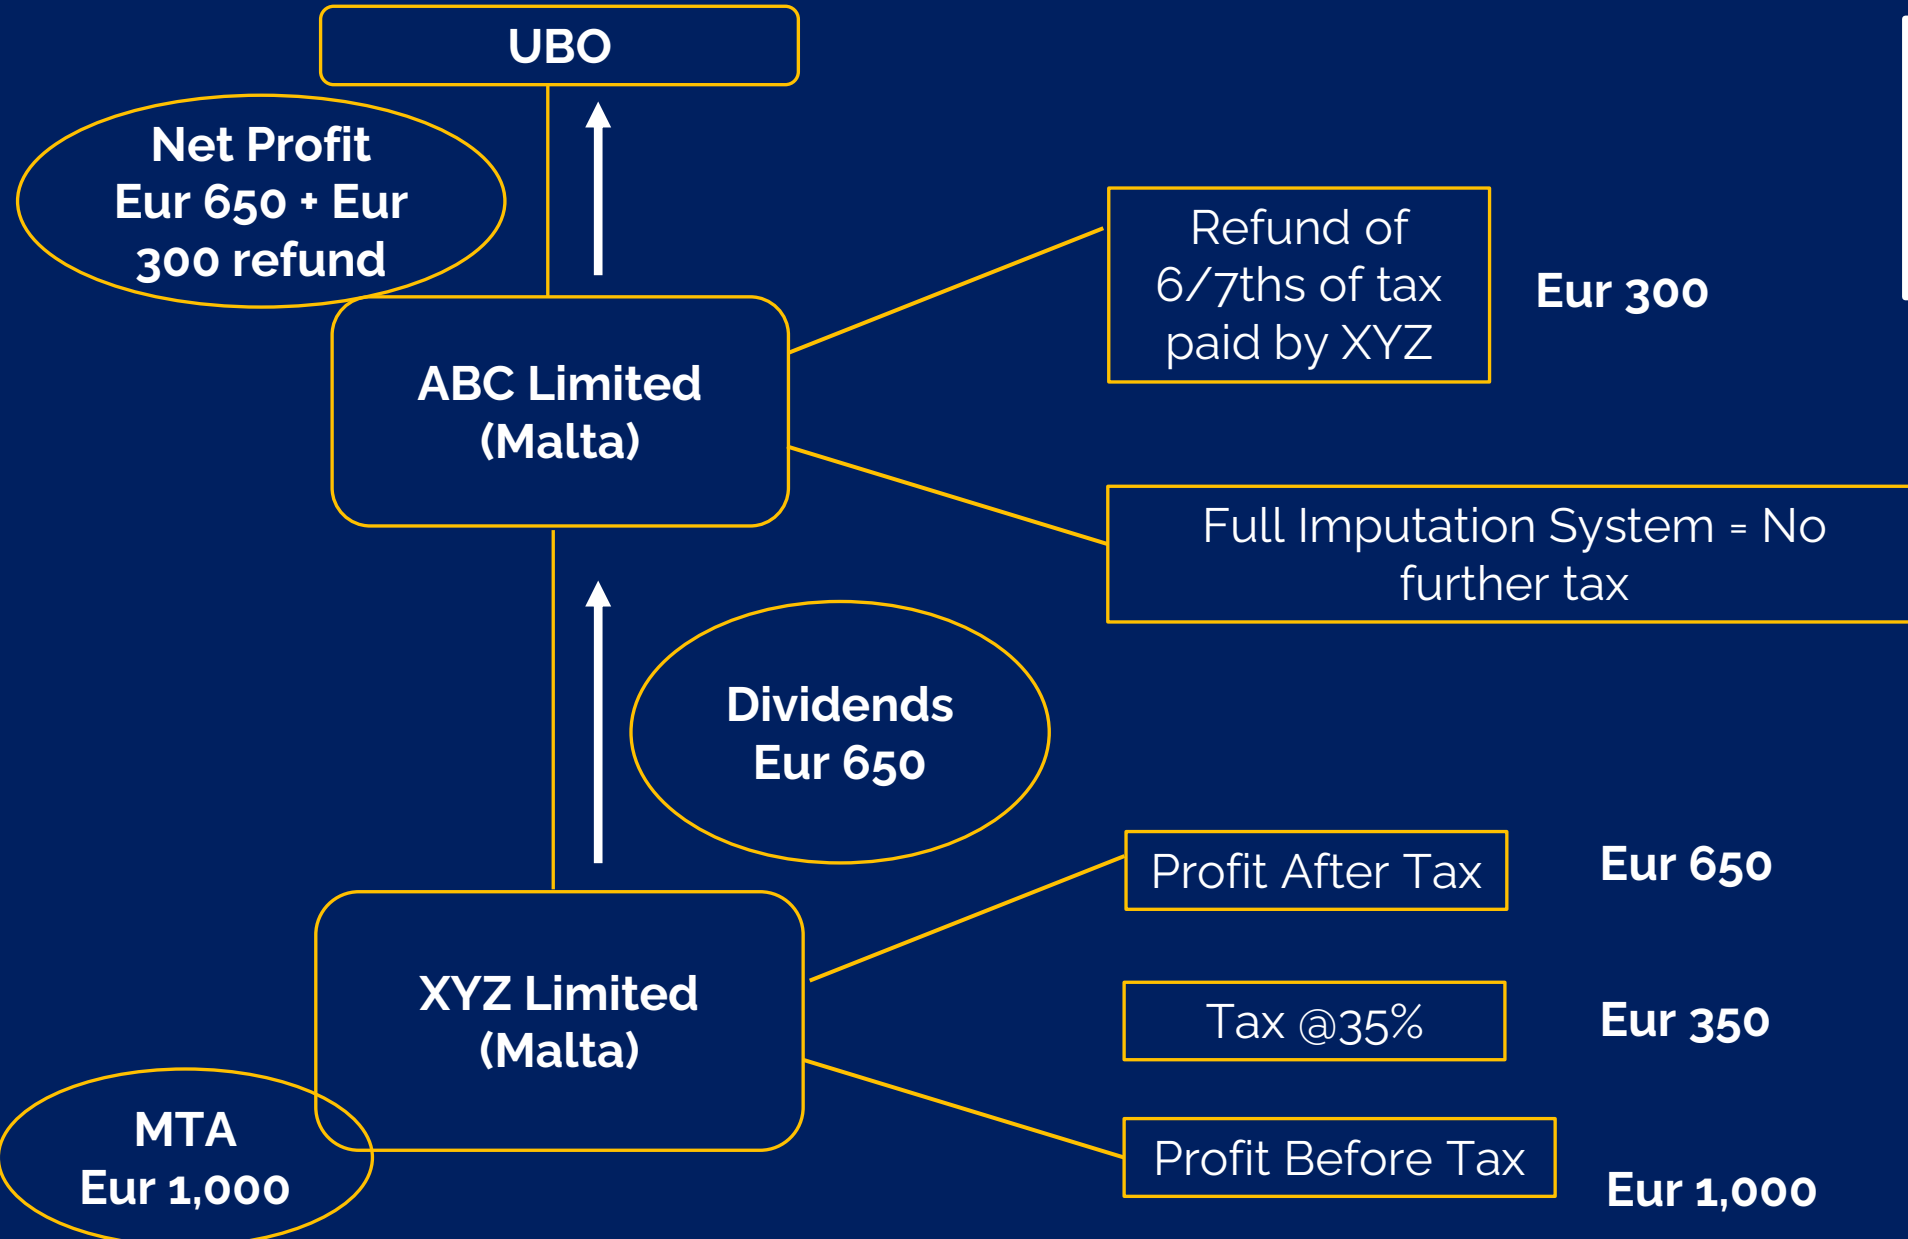 UBO
Net Profit
Eur 650 + Eur
300 refund
Refund of
6/7ths of tax
paid by XYZ
Eur 300
ABC Limited
(Malta)
Full Imputation System = No
further tax
Dividends
Eur 650
Profit After Tax
Eur 650
XYZ Limited
(Malta)
Tax @35%
Eur 350
MTA
Eur 1,000
Profit Before Tax
Eur 1,000